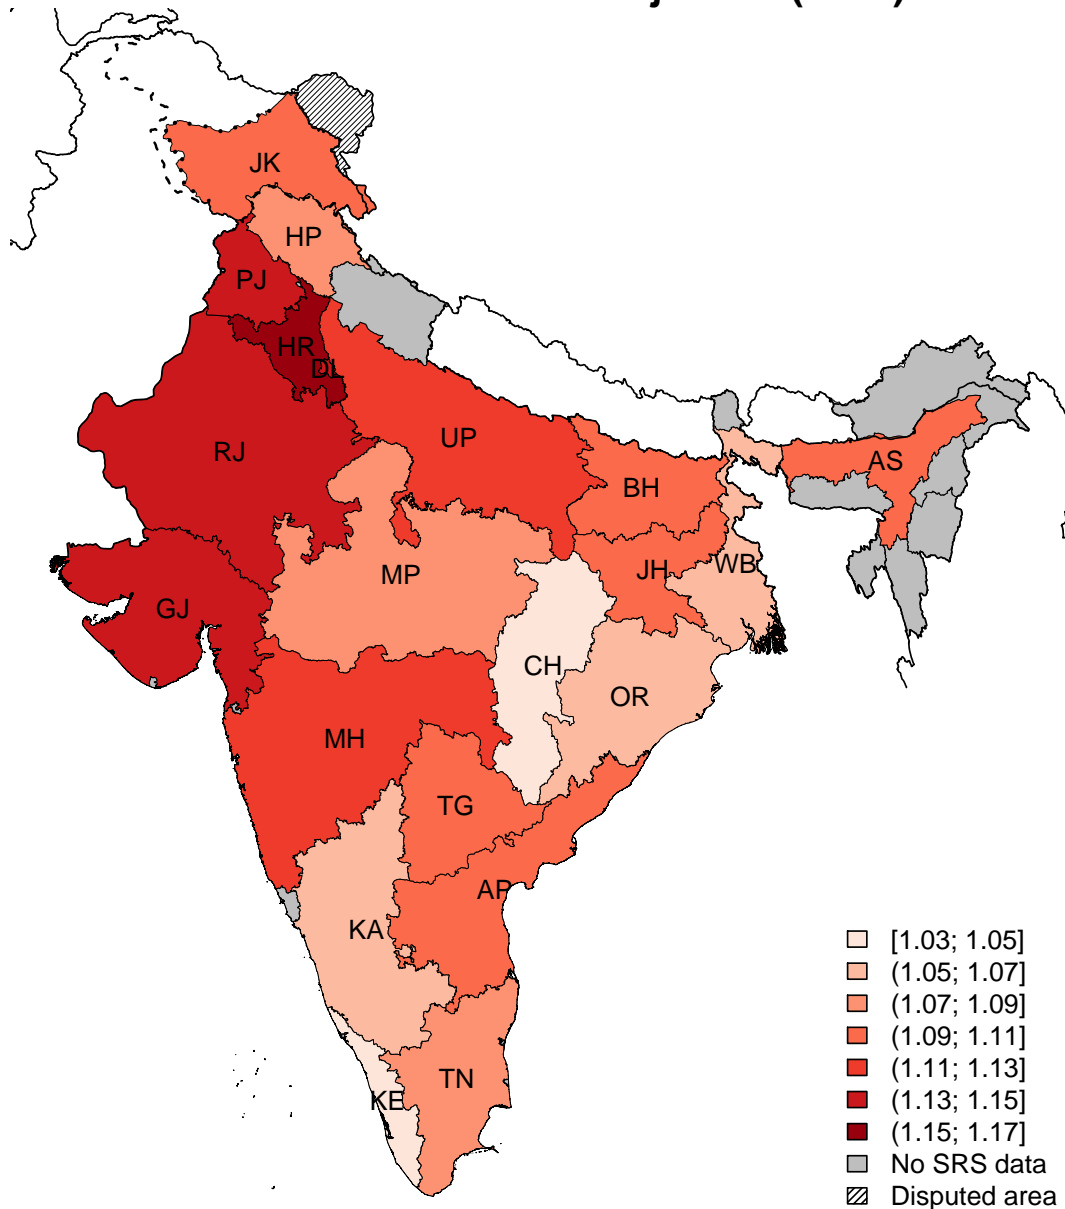 JK
HP
PJ
HR
DL
RJ
UP
BH
AS
MP
JH
WB
GJ
CH
OR
MH
TG
AP
KA
TN
KE
[1.03; 1.05]
(1.05; 1.07]
(1.07; 1.09]
(1.09; 1.11]
(1.11; 1.13]
(1.13; 1.15]
(1.15; 1.17]
No SRS data
Disputed area